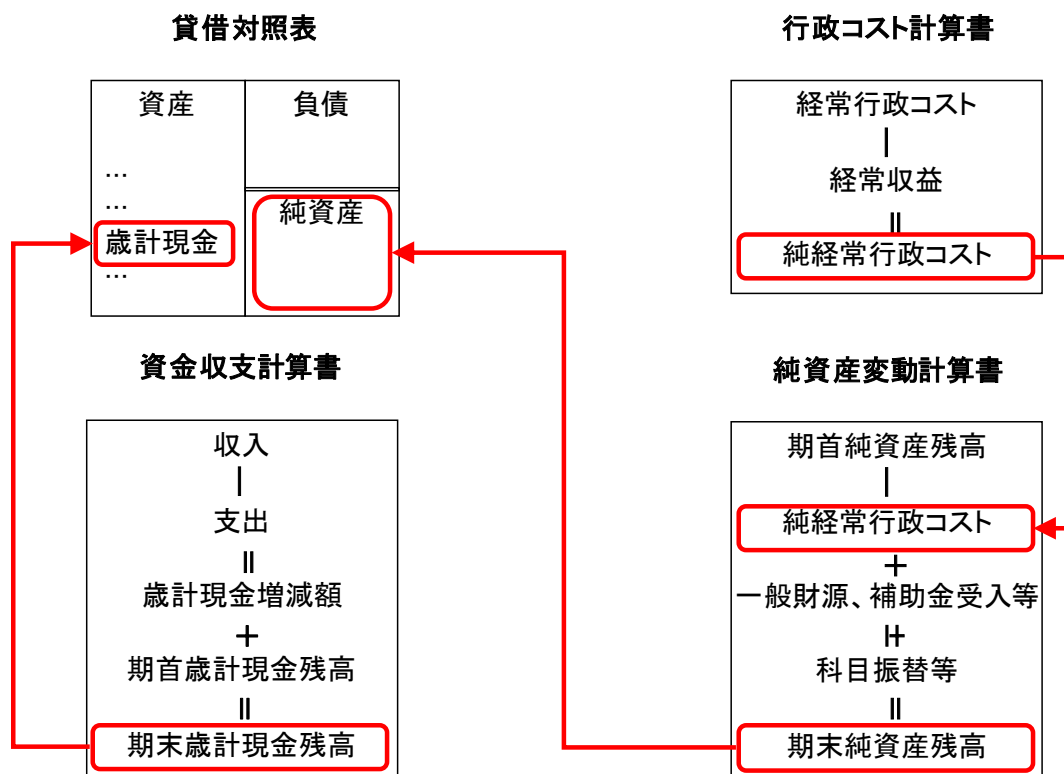 貸借対照表
資産
負債
…
…
歳計現金
…
純資産
行政コスト計算書
経常行政コスト
－
経常収益
＝
純経常行政コスト
資金収支計算書
収入
－
支出
＝
歳計現金増減額
＋
期首歳計現金残高
＝
期末歳計現金残高
純資産変動計算書
期首純資産残高
－
純経常行政コスト
＋
一般財源、補助金受入等
±
科目振替等
＝
期末純資産残高